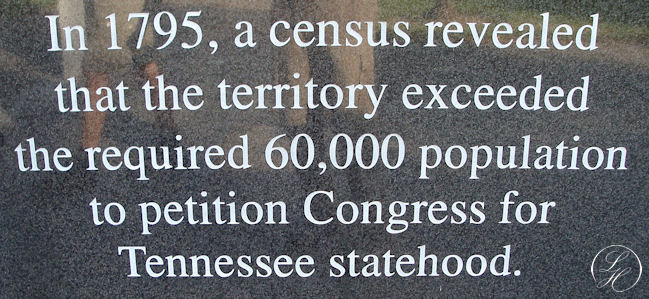 In 1795, a census revealed
that the territory exceeded
the required 60,000 population
to petition Congress for
Tennessee statehood.
LH